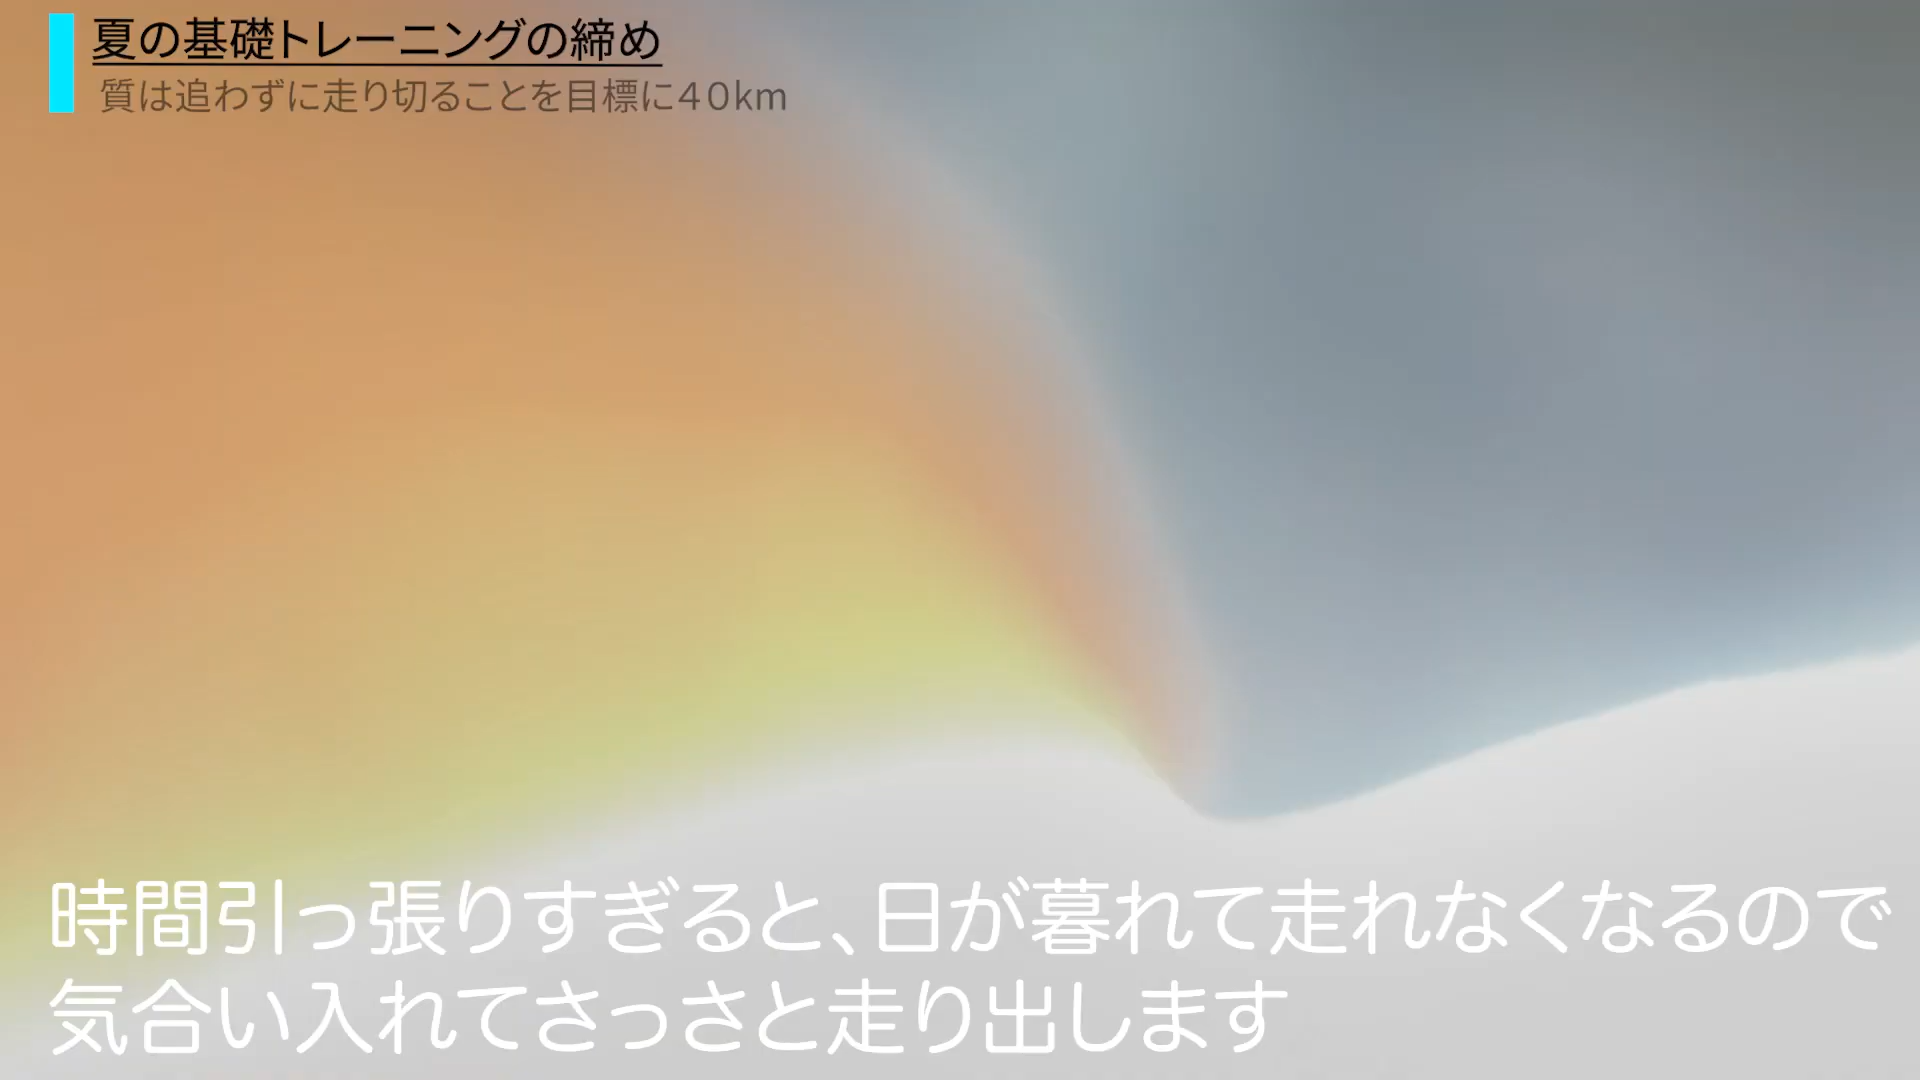 夏の基礎トレーニングの締め
質は追わずに走り切ることを目標に４０km
時間引っ張りすぎると、日が暮れて走れなくなるので
気合い入れてさっさと走り出します